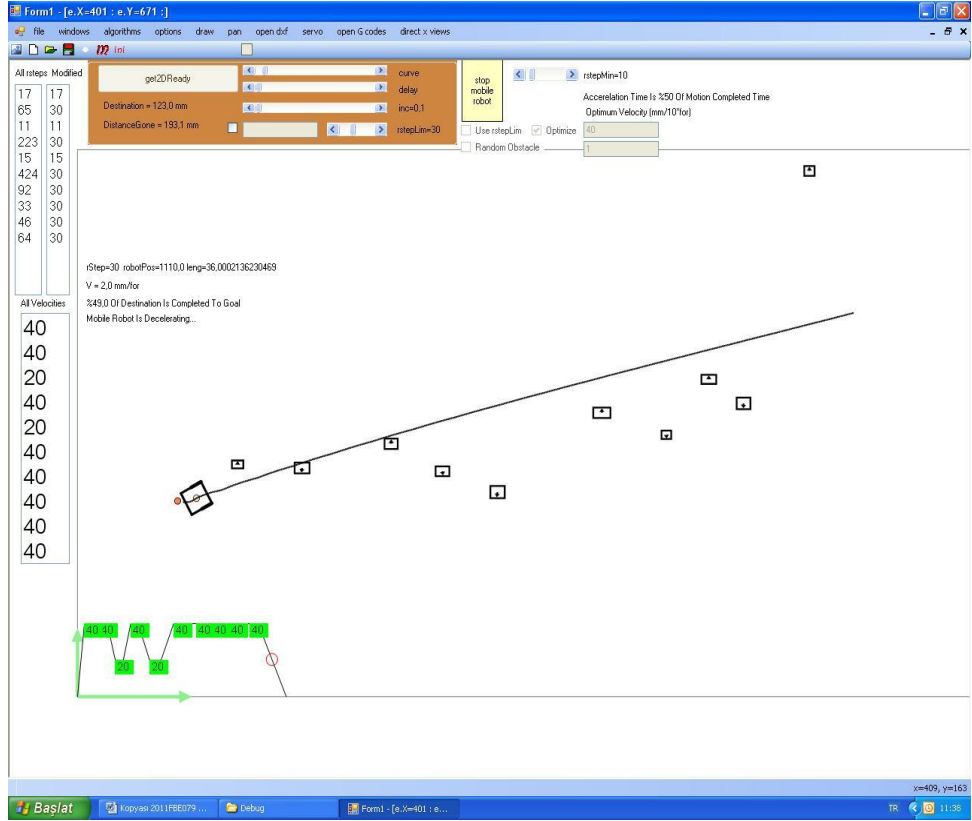 Form1 - [e.X=401 : e.Y=671 :]
file windows algorithms options draw pan open dxf servo open G codes direct x views
m ini
All rsteps Modified
17 17
65 30
11 11
223 30
15 15
424 30
92 30
33 30
46 30
64 30
get2DReady
curve
delay
Destination = 123,0 mm
inc=0,1
DistanceGone = 193,1 mm
rstepLim=30
stop
mobile
robot
rstepMin=10
Accerelation Time Is %50 Of Motion Completed Time
Optimum Velocity (mm/10*for)
Use rstepLim Optimize 40
Random Obstacle 1
rStep=30 robotPos=1110,0 leng=36,0002136230469
V = 2,0 mm/for
%49,0 Of Destination Is Completed To Goal
Mobile Robot Is Decelerating...
All Velocities
40
40
20
40
20
40
40
40
40
40
40 40 40 40 40 40 40 40
20 20
x=409, y=163
Başlat Kopyası 2011FBE079 ... Debug Form1 - [e.X=401 : e... TR 11:36